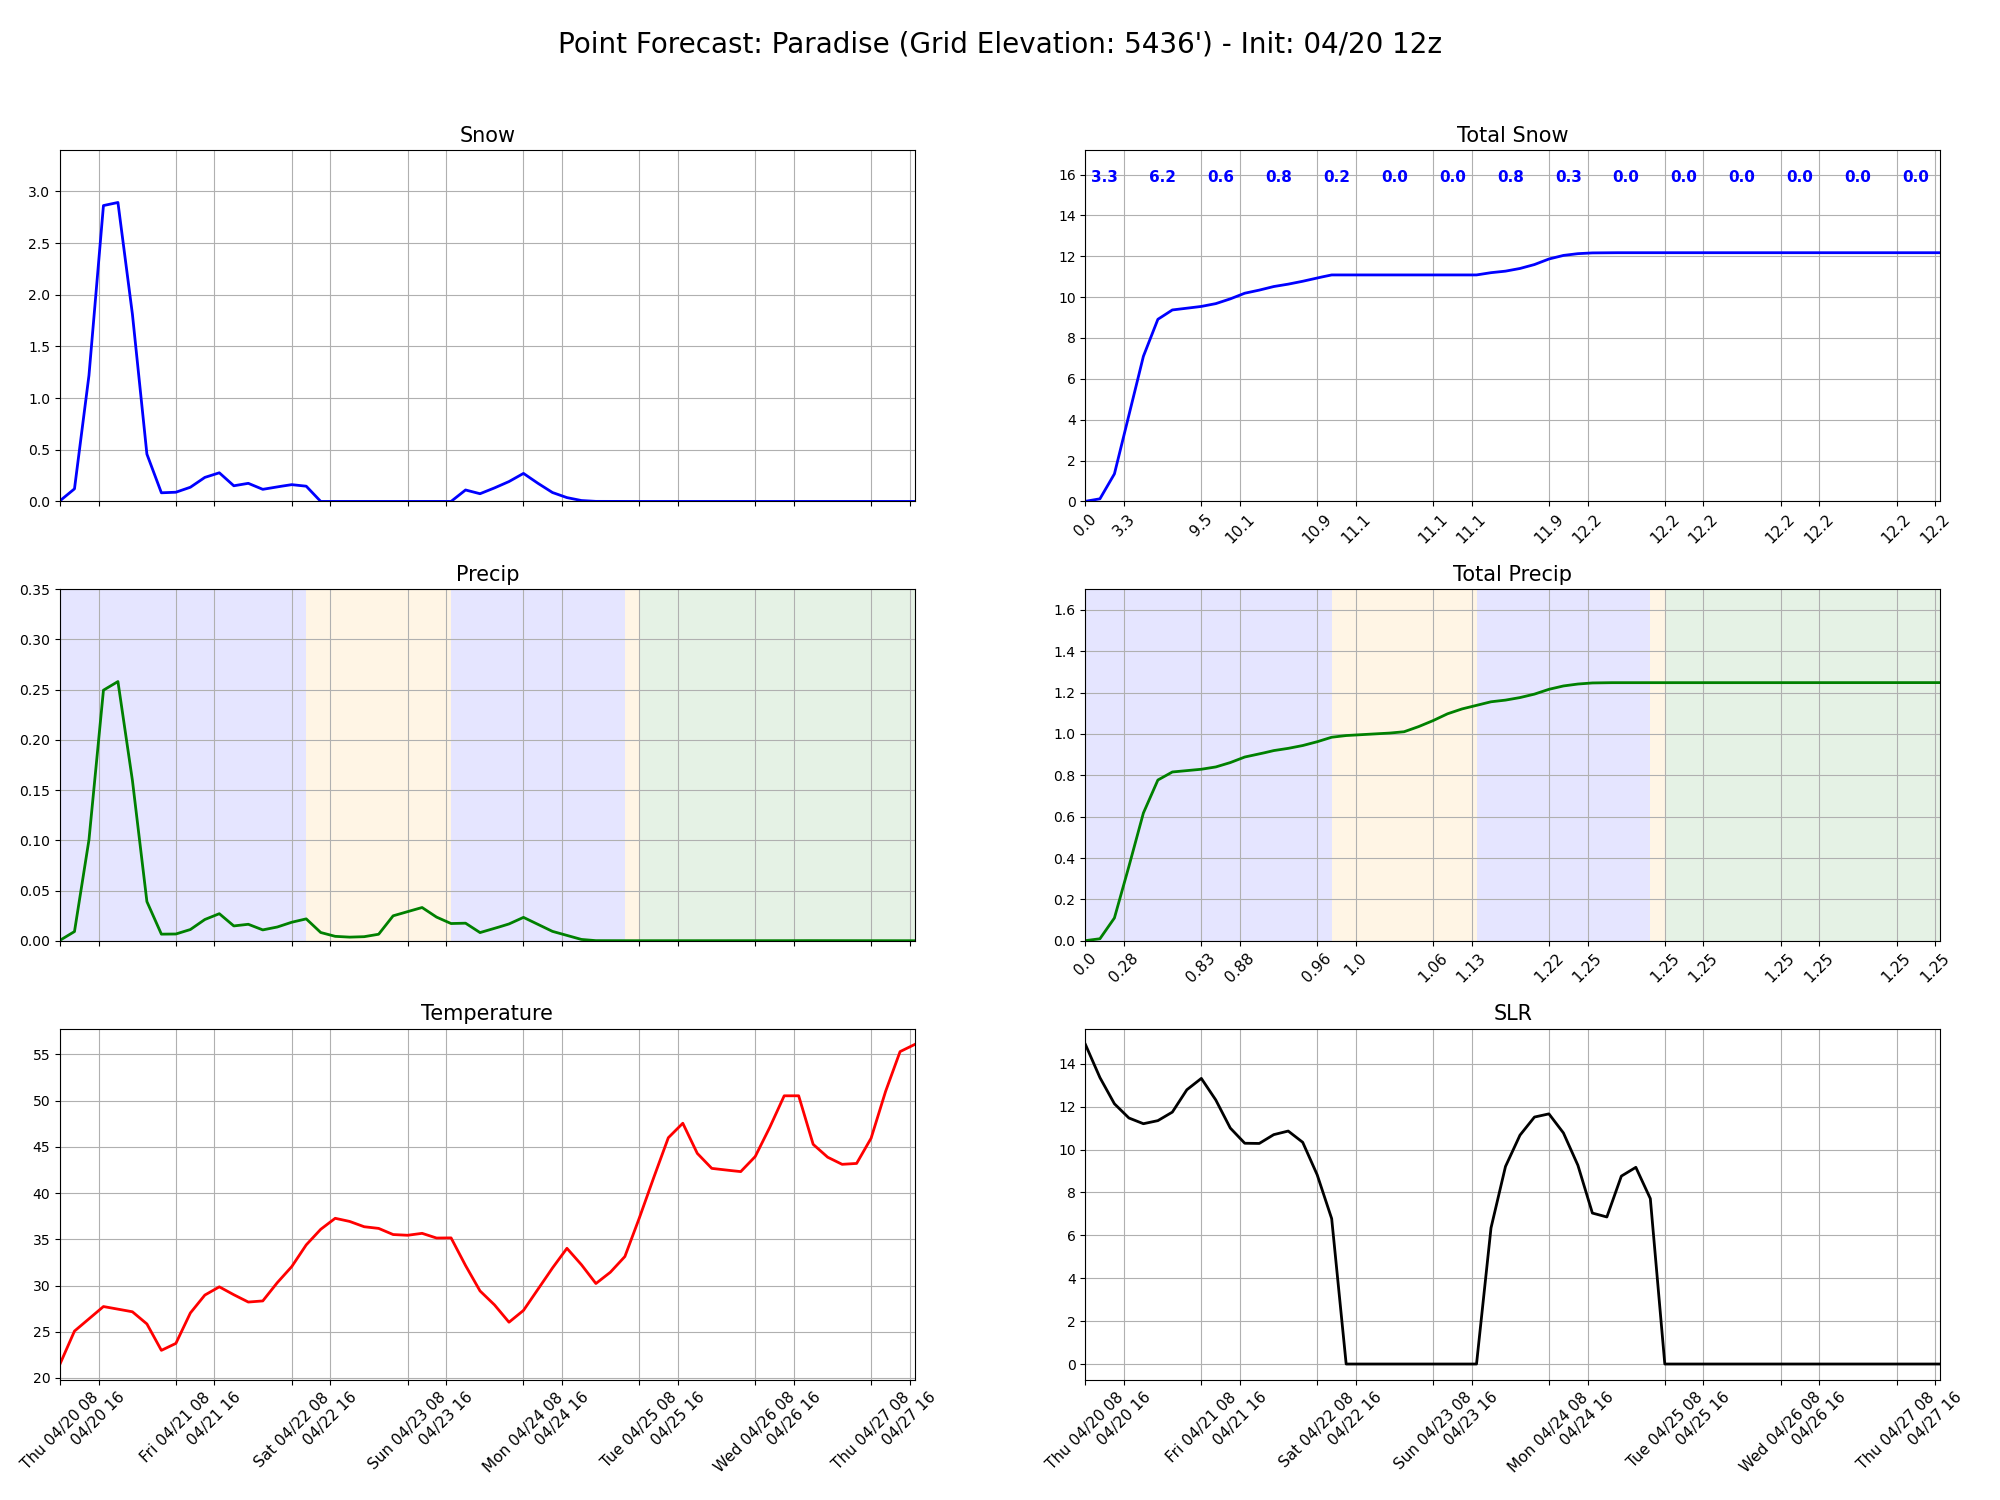 Point Forecast: Paradise (Grid Elevation: 5436') - Init: 04/20 12z
Snow
3.0
2.5
2.0
1.5
1.0
0.5
0.0
Total Snow
16
14
12
10
8
6
4
2
0
3.3 6.2 0.6 0.8 0.2 0.0 0.0 0.8 0.3 0.0 0.0 0.0 0.0 0.0 0.0
0.0 3.3 9.5 10.1 10.9 11.1 11.1 11.1 11.9 12.2 12.2 12.2 12.2 12.2 12.2 12.2
Precip
0.35
0.30
0.25
0.20
0.15
0.10
0.05
0.00
Total Precip
1.6
1.4
1.2
1.0
0.8
0.6
0.4
0.2
0.0
0.0 0.28 0.83 0.88 0.96 1.0 1.06 1.13 1.22 1.25 1.25 1.25 1.25 1.25 1.25 1.25
Temperature
55
50
45
40
35
30
25
20
Thu 04/20 08
04/20 16
Fri 04/21 08
04/21 16
Sat 04/22 08
04/22 16
Sun 04/23 08
04/23 16
Mon 04/24 08
04/24 16
Tue 04/25 08
04/25 16
Wed 04/26 08
04/26 16
Thu 04/27 08
04/27 16
SLR
14
12
10
8
6
4
2
0
Thu 04/20 08
04/20 16
Fri 04/21 08
04/21 16
Sat 04/22 08
04/22 16
Sun 04/23 08
04/23 16
Mon 04/24 08
04/24 16
Tue 04/25 08
04/25 16
Wed 04/26 08
04/26 16
Thu 04/27 08
04/27 16